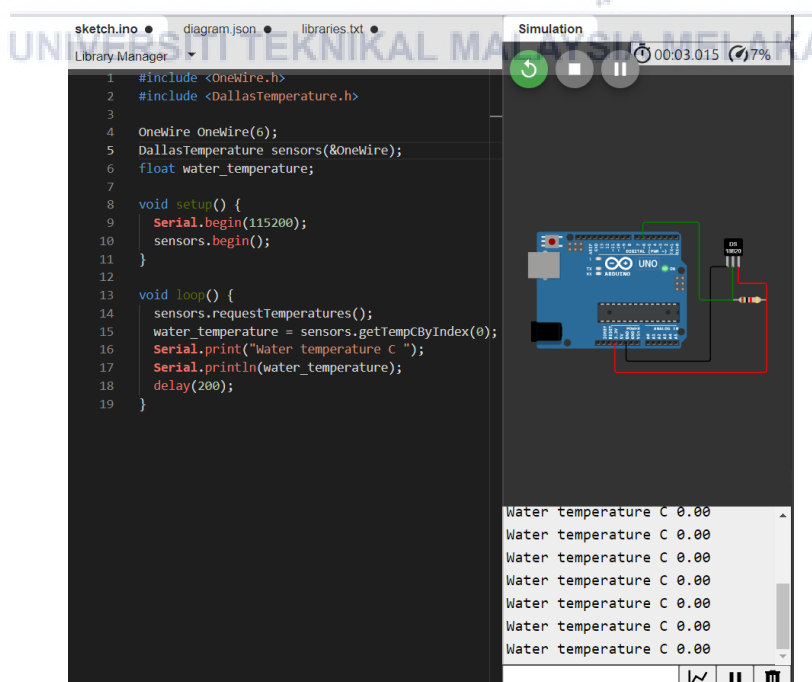 UNIVERSITI TEKNIKAL MALAYSIA MELAKA
sketch.ino ●
diagram.json ●
libraries.txt ●
Library Manager
1 #include <OneWire.h>
2 #include <DallasTemperature.h>
3
4 OneWire OneWire(6);
5 DallasTemperature sensors(&OneWire);
6 float water_temperature;
7
8 void setup() {
9 Serial.begin(115200);
10 sensors.begin();
11 }
12
13 void loop() {
14 sensors.requestTemperatures();
15 water_temperature = sensors.getTempCByIndex(0);
16 Serial.print("Water temperature C ");
17 Serial.println(water_temperature);
18 delay(200);
19 }
Simulation
00:03.015 7%
DIGITAL (PWM ~)
UNO
ARDUINO
POWER
ANALOG IN
DS
18B20
Water temperature C 0.00
Water temperature C 0.00
Water temperature C 0.00
Water temperature C 0.00
Water temperature C 0.00
Water temperature C 0.00
Water temperature C 0.00